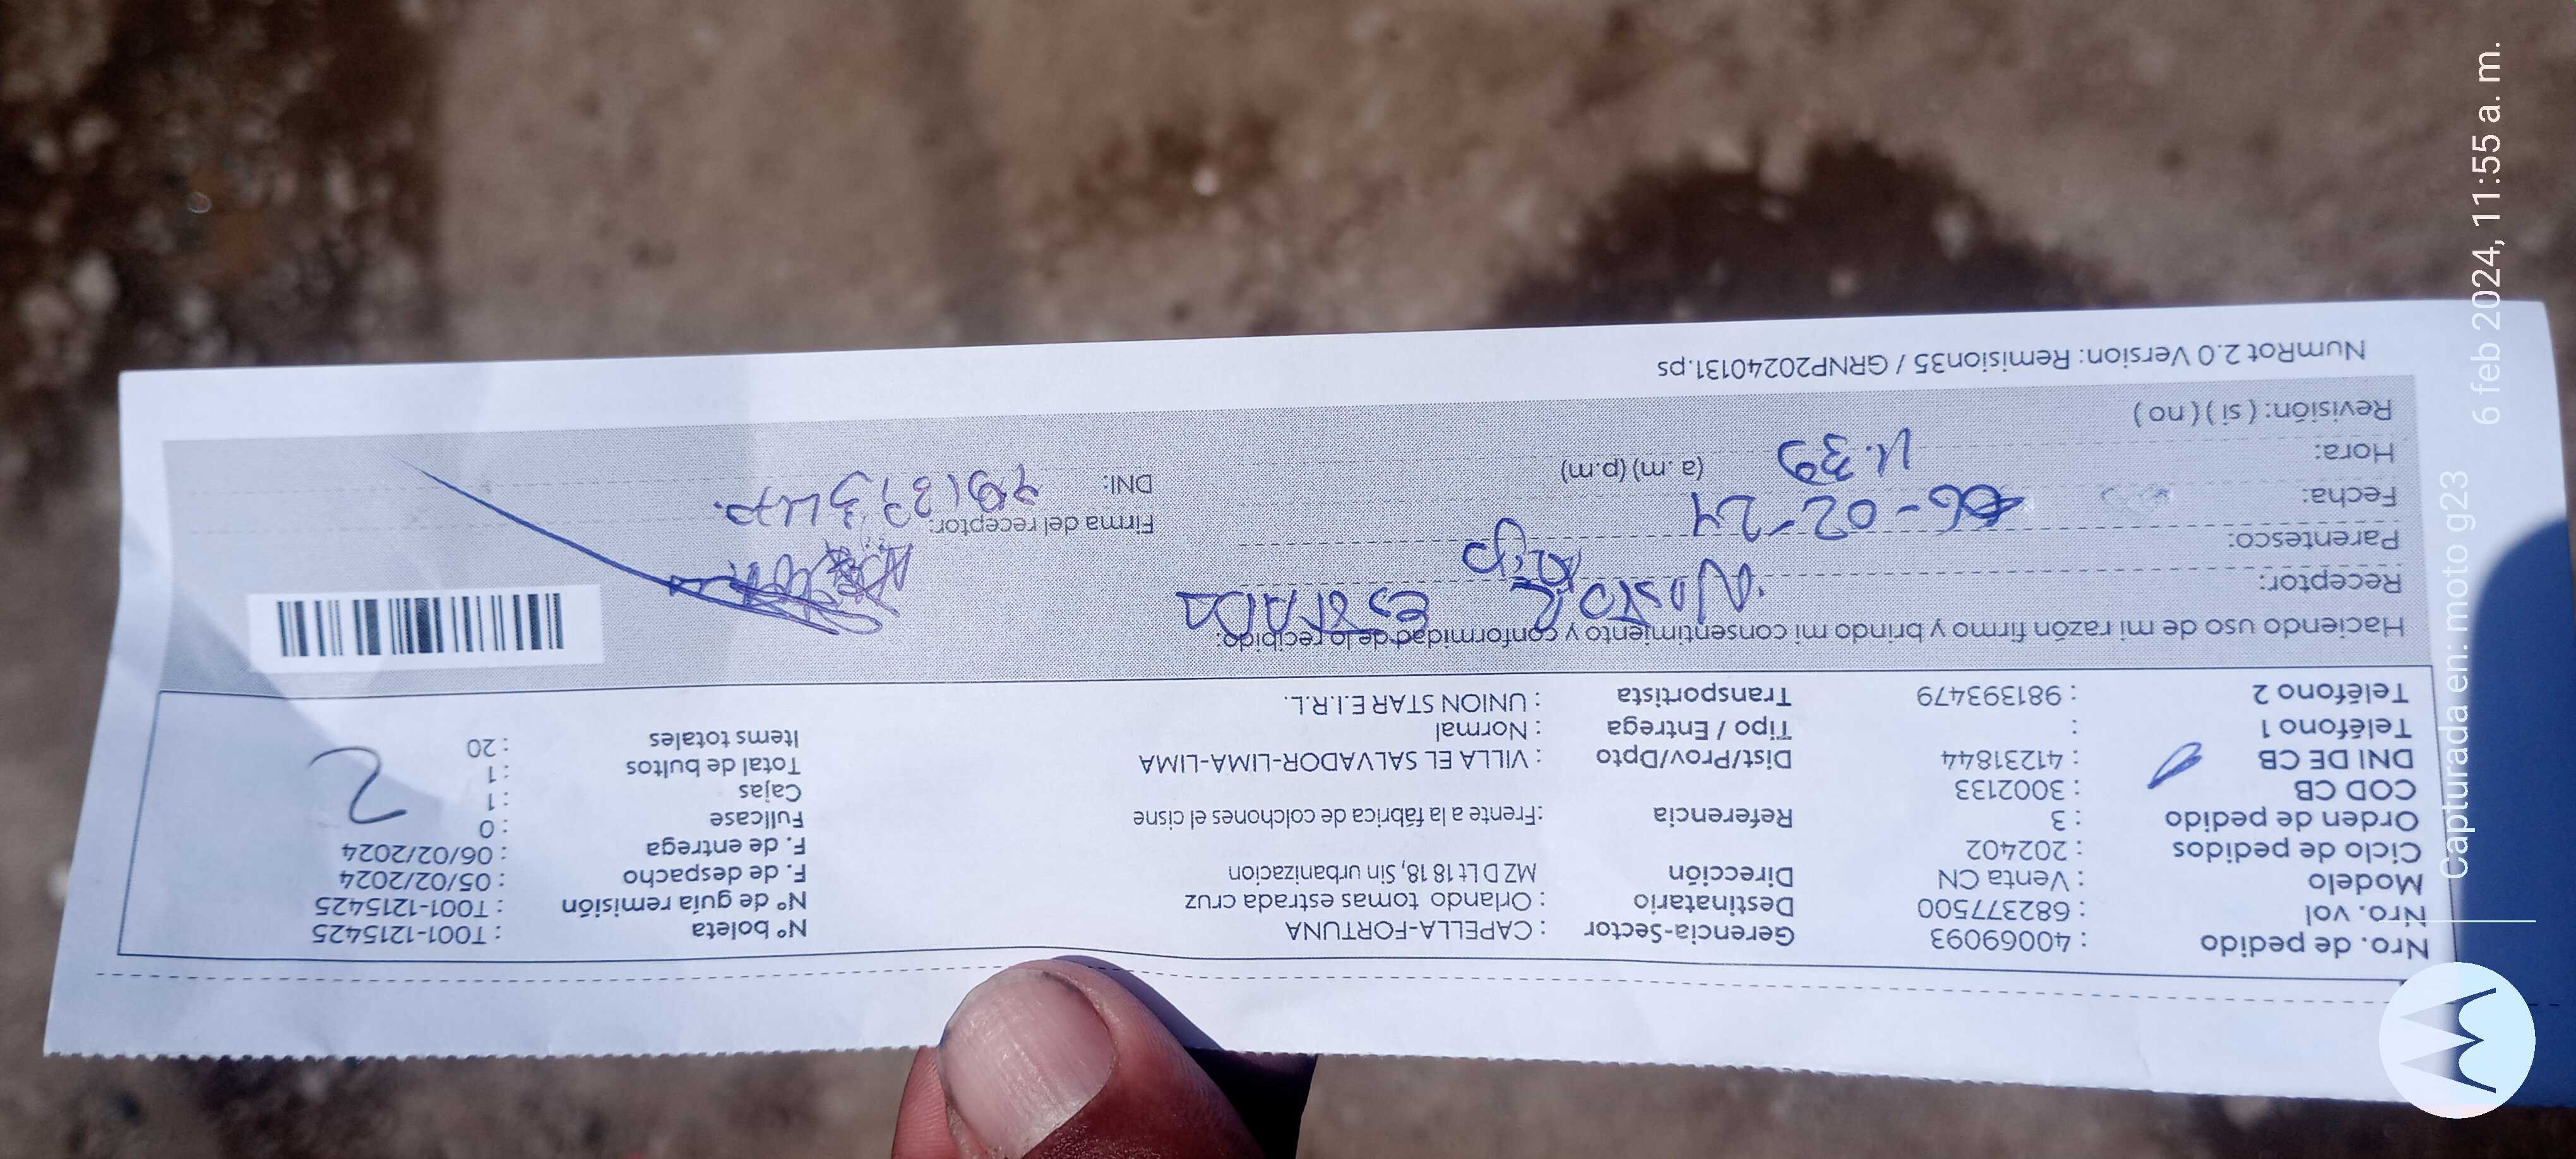 Nro. de pedido : 40069093 Gerencia-Sector : CAPELLA-FORTUNA Nº boleta : T001-1215425
Nro. vol : 682377500 Destinatario : Orlando tomas estrada cruz Nº de guía remisión : T001-1215425
Modelo : Venta CN Dirección MZ D Lt 18 18, Sin urbanizacion F. de despacho : 05/02/2024
Ciclo de pedidos : 202402 F. de entrega : 06/02/2024
Orden de pedido : 3 Referencia :Frente a la fábrica de colchones el cisne Fullcase : 0
COD CB : 3002133 Cajas : 1
DNI DE CB : 41231844 Dist/Prov/Dpto : VILLA EL SALVADOR-LIMA-LIMA Total de bultos : 1
Teléfono 1 : Tipo / Entrega : Normal Items totales : 20
Teléfono 2 : 981393479 Transportista : UNION STAR E.I.R.L.
2
Haciendo uso de mi razón firmo y brindo mi consentimiento y conformidad de lo recibido:
Receptor: NESTOR ESTRADA
Parentesco: Hijo
Firma del receptor:
Fecha: 06-02-24
DNI:
Hora: 11.39 (a.m) (p.m)
Revisión: ( si ) ( no )
NumRot 2.0 Version: Remision35 / GRNP20240131.ps
Capturada en: moto g23
6 feb 2024, 11:55 a. m.